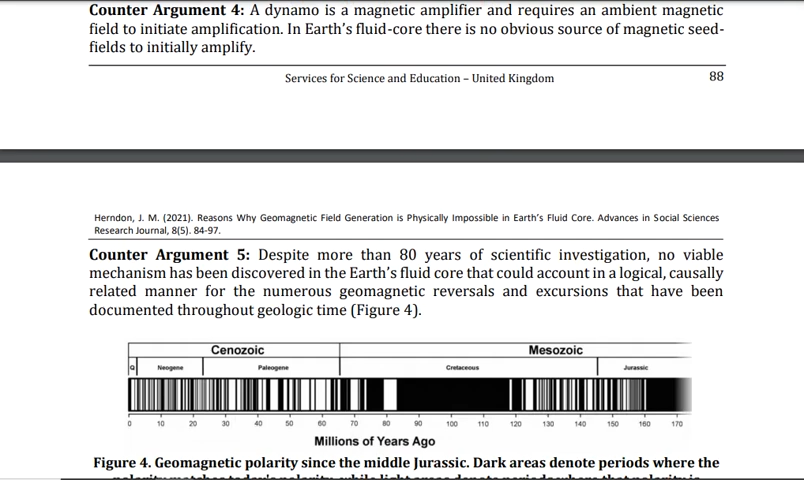 Counter Argument 4: A dynamo is a magnetic amplifier and requires an ambient magnetic
field to initiate amplification. In Earth's fluid-core there is no obvious source of magnetic seed-
fields to initially amplify.
Services for Science and Education – United Kingdom 88
Herndon, J. M. (2021). Reasons Why Geomagnetic Field Generation is Physically Impossible in Earth's Fluid Core. Advances in Social Sciences
Research Journal, 8(5). 84-97.
Counter Argument 5: Despite more than 80 years of scientific investigation, no viable
mechanism has been discovered in the Earth's fluid core that could account in a logical, causally
related manner for the numerous geomagnetic reversals and excursions that have been
documented throughout geologic time (Figure 4).
Cenozoic Mesozoic
Q Neogene Paleogene Cretaceous Jurassic
0 10 20 30 40 50 60 70 80 90 100 110 120 130 140 150 160 170
Millions of Years Ago
Figure 4. Geomagnetic polarity since the middle Jurassic. Dark areas denote periods where the